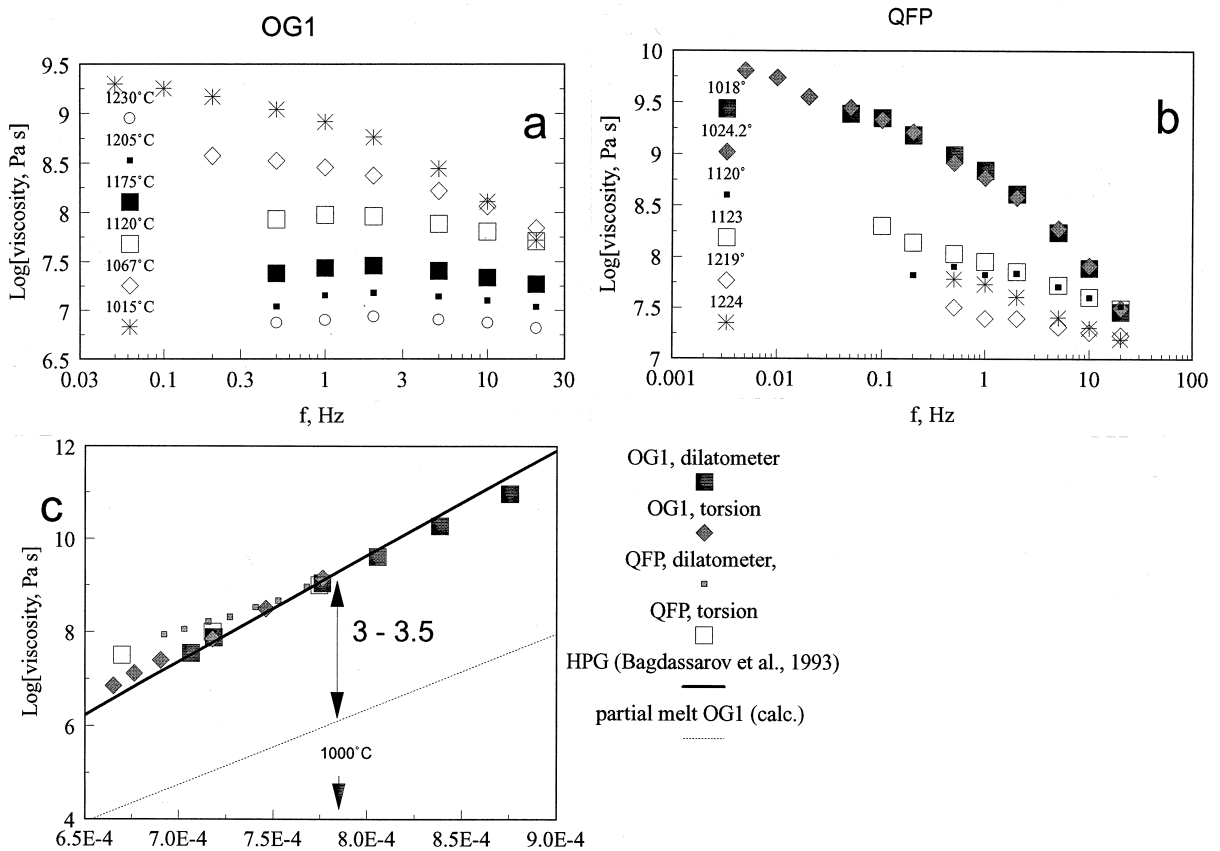 OG1
9.5
9
8.5
8
7.5
7
6.5
Log[viscosity, Pa s]
1230°C
1205°C
1175°C
1120°C
1067°C
1015°C
a
0.03
0.1
0.3
1
3
10
30
f, Hz
QFP
10
9.5
9
8.5
8
7.5
7
Log[viscosity, Pa s]
1018°
1024.2°
1120°
1123
1219°
1224
b
0.001
0.01
0.1
1
10
100
f, Hz
c
12
10
8
6
4
Log[viscosity, Pa s]
3 - 3.5
1000°C
6.5E-4
7.0E-4
7.5E-4
8.0E-4
8.5E-4
9.0E-4
OG1, dilatometer
OG1, torsion
QFP, dilatometer,
QFP, torsion
HPG (Bagdassarov et al., 1993)
partial melt OG1 (calc.)